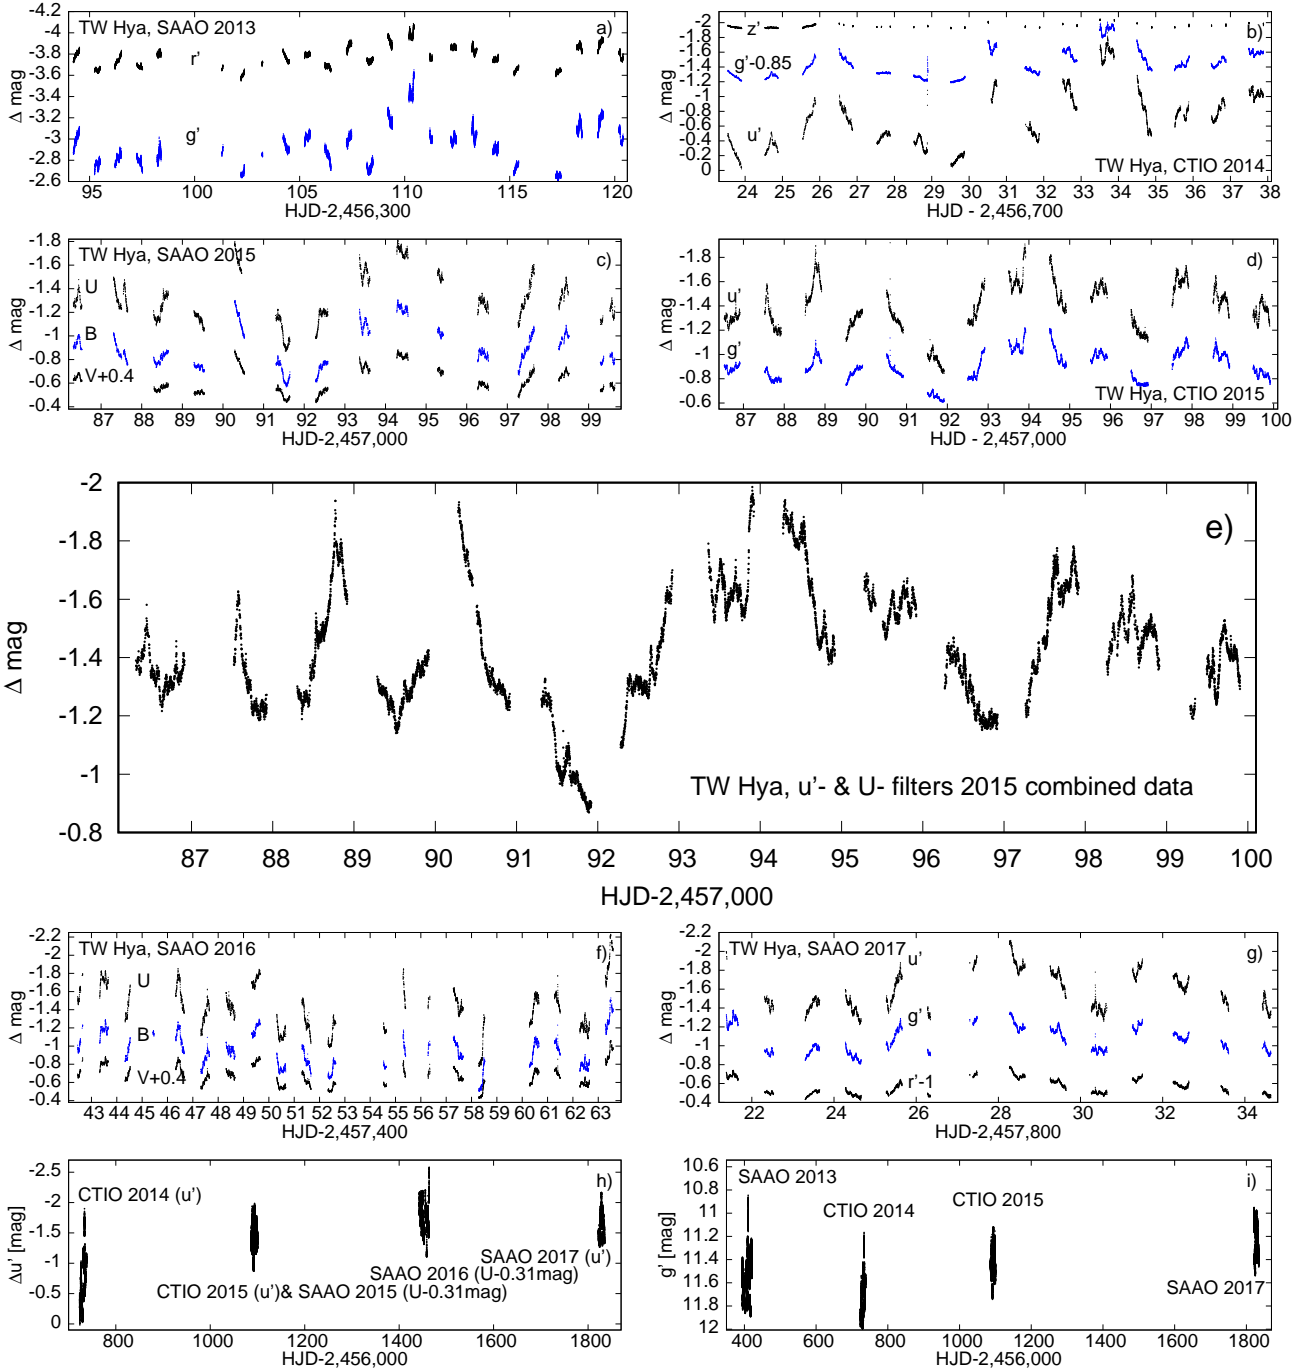 TW Hya, SAAO 2013
a)
r'
g'
Δ mag
-4.2
-4
-3.8
-3.6
-3.4
-3.2
-3
-2.8
-2.6
95 100 105 110 115 120
HJD-2,456,300
b)
z'
g'-0.85
u'
TW Hya, CTIO 2014
Δ mag
-2
-1.8
-1.6
-1.4
-1.2
-1
-0.8
-0.6
-0.4
-0.2
0
24 25 26 27 28 29 30 31 32 33 34 35 36 37 38
HJD - 2,456,700
TW Hya, SAAO 2015
c)
U
B
V+0.4
Δ mag
-1.8
-1.6
-1.4
-1.2
-1
-0.8
-0.6
-0.4
87 88 89 90 91 92 93 94 95 96 97 98 99
HJD-2,457,000
d)
u'
g'
TW Hya, CTIO 2015
Δ mag
-1.8
-1.6
-1.4
-1.2
-1
-0.8
-0.6
87 88 89 90 91 92 93 94 95 96 97 98 99 100
HJD - 2,457,000
e)
Δ mag
-2
-1.8
-1.6
-1.4
-1.2
-1
-0.8
TW Hya, u'- & U- filters 2015 combined data
87 88 89 90 91 92 93 94 95 96 97 98 99 100
HJD-2,457,000
TW Hya, SAAO 2016
f)
U
B
V+0.4
Δ mag
-2.2
-2
-1.8
-1.6
-1.4
-1.2
-1
-0.8
-0.6
-0.4
43 44 45 46 47 48 49 50 51 52 53 54 55 56 57 58 59 60 61 62 63
HJD-2,457,400
TW Hya, SAAO 2017
g)
u'
g'
r'-1
Δ mag
-2.2
-2
-1.8
-1.6
-1.4
-1.2
-1
-0.8
-0.6
-0.4
22 24 26 28 30 32 34
HJD-2,457,800
h)
CTIO 2014 (u')
SAAO 2017 (u')
SAAO 2016 (U-0.31mag)
CTIO 2015 (u')& SAAO 2015 (U-0.31mag)
Δu' [mag]
-2.5
-2
-1.5
-1
-0.5
0
800 1000 1200 1400 1600 1800
HJD-2,456,000
i)
SAAO 2013
CTIO 2014
CTIO 2015
SAAO 2017
g' [mag]
10.6
10.8
11
11.2
11.4
11.6
11.8
12
400 600 800 1000 1200 1400 1600 1800
HJD-2,456,000